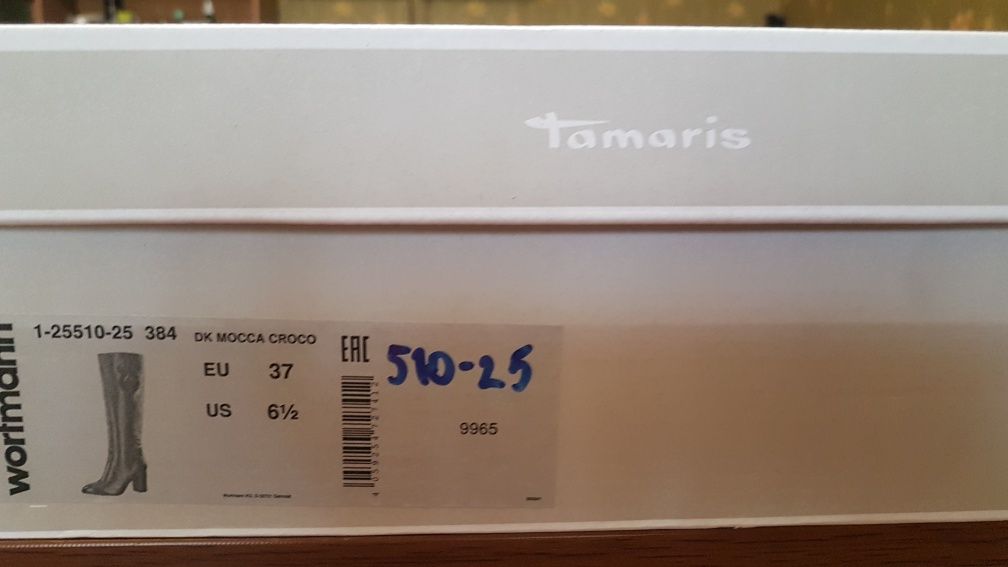 Tamaris
wortmann
1-25510-25 384 DK MOCCA CROCO
EU 37
US 6½
EAC
510-25
9965